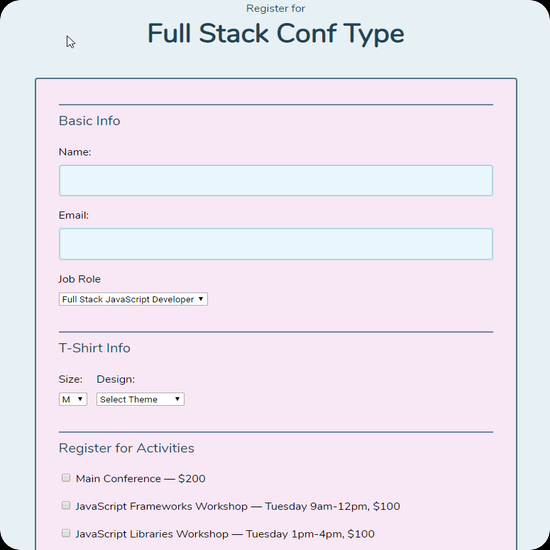 Register for
Full Stack Conf Type
Basic Info
Name:
Email:
Job Role
Full Stack JavaScript Developer
T-Shirt Info
Size: Design:
M Select Theme
Register for Activities
Main Conference — $200
JavaScript Frameworks Workshop — Tuesday 9am-12pm, $100
JavaScript Libraries Workshop — Tuesday 1pm-4pm, $100